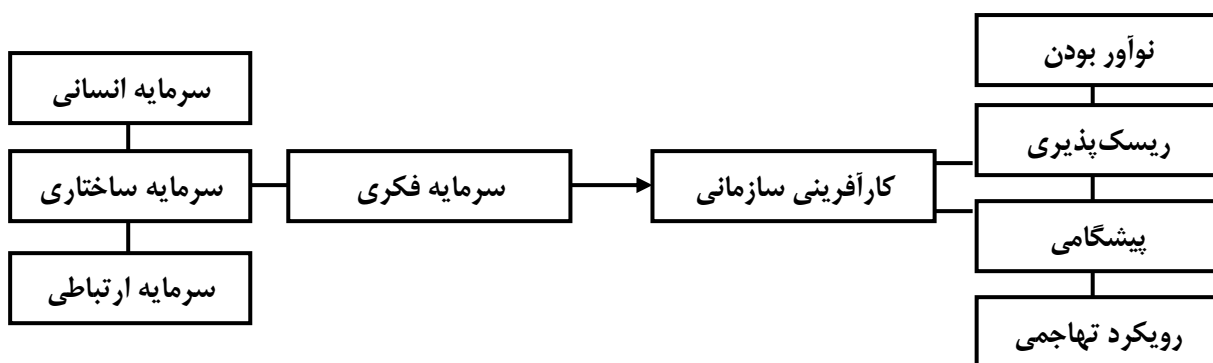 نوآور بودن
سرمایه انسانی
ریسک‌پذیری
سرمایه ساختاری
سرمایه فکری
کارآفرینی سازمانی
پیشگامی
سرمایه ارتباطی
رویکرد تهاجمی